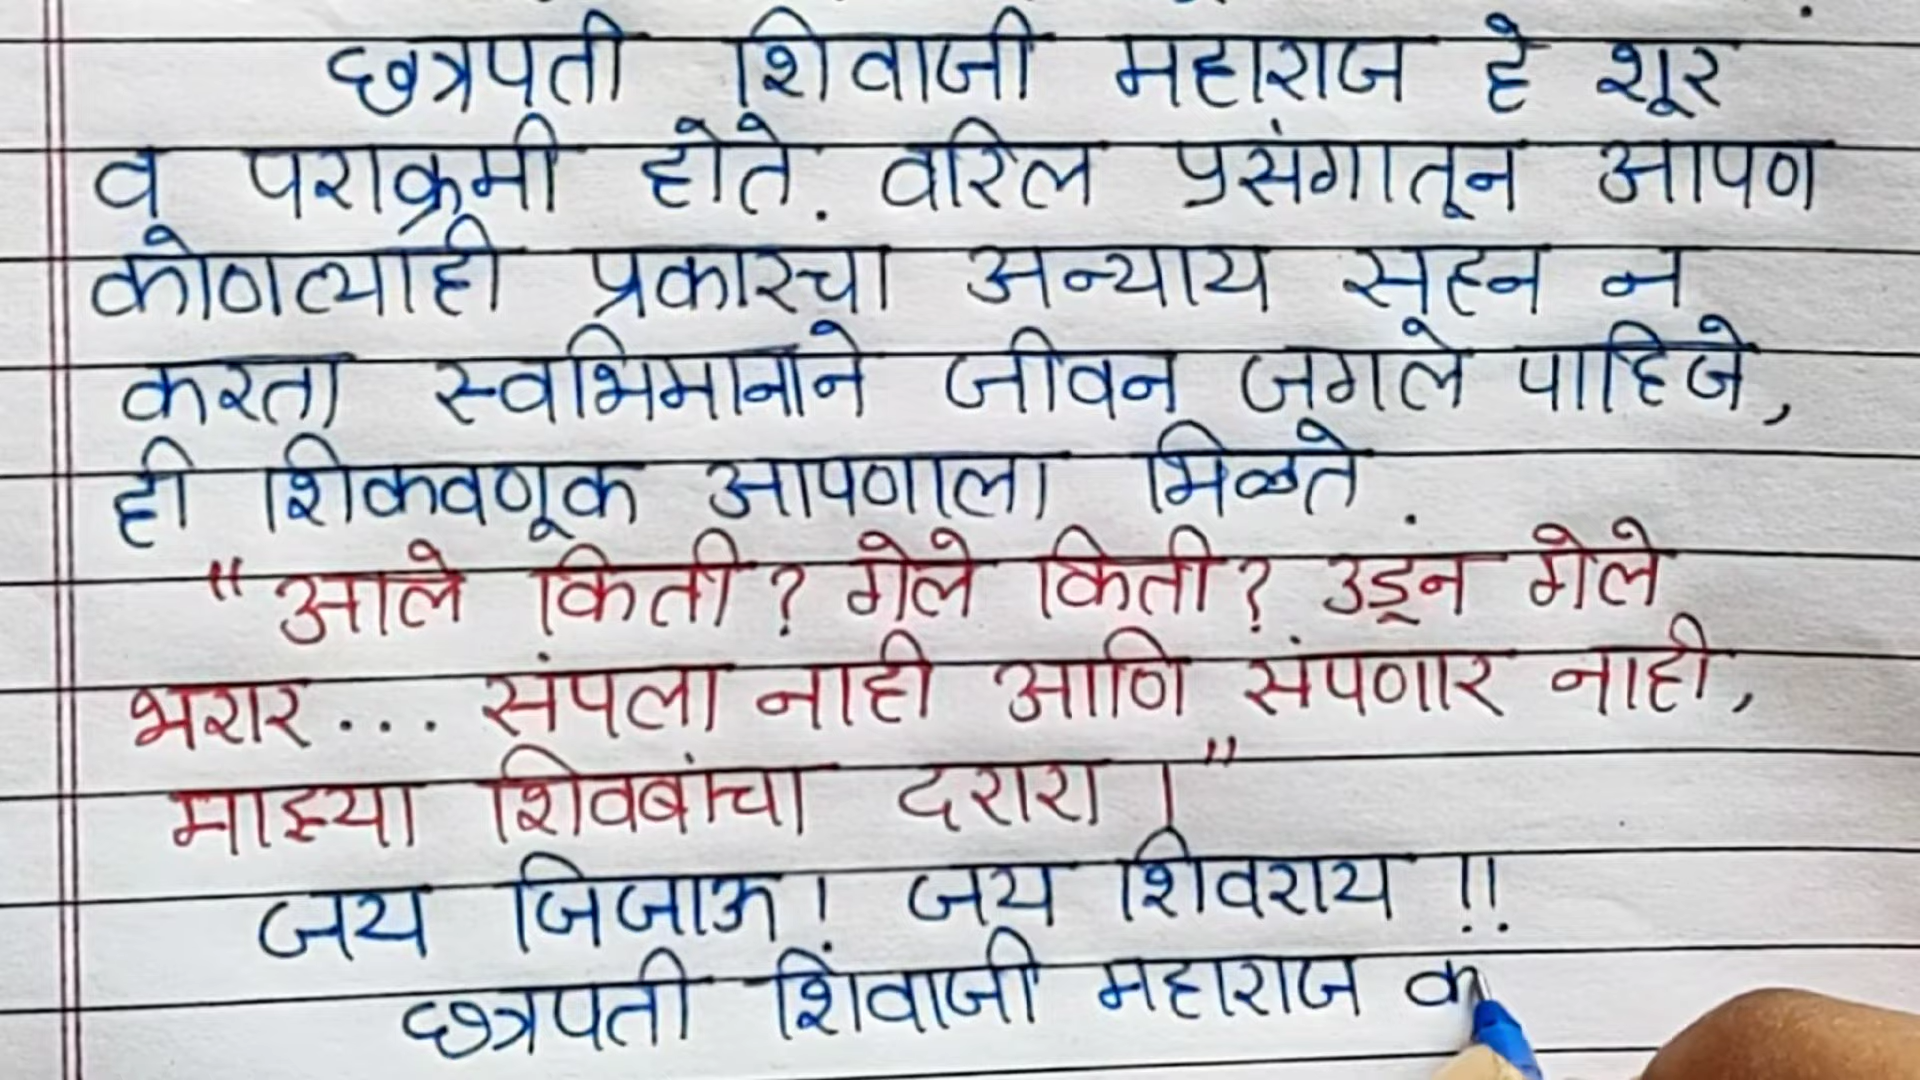 छत्रपती शिवाजी महाराज हे शूर
व पराक्रमी होते. वरिल प्रसंगातून आपण
कोणत्याही प्रकारचा अन्याय सहन न
करता स्वभिमानाने जीवन जगले पाहिजे,
ही शिकवणूक आपणाला मिळते.
"आले किती? गेले किती? उडून गेले
भरारर... संपला नाही आणि संपणार नाही,
माझ्या शिवबांचा दरारा।"
जय जिजाऊ! जय शिवराय !!
छत्रपती शिवाजी महाराज क